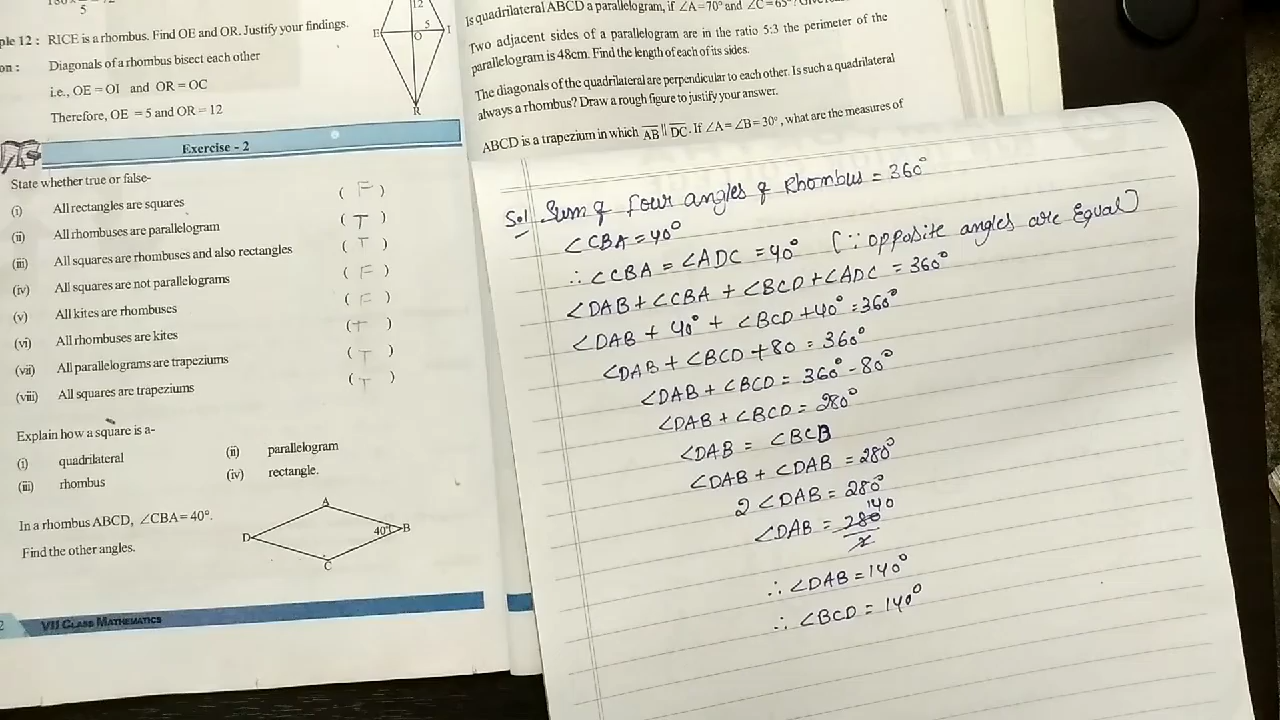 5
ple 12 : RICE is a rhombus. Find OE and OR. Justify your findings.
on : Diagonals of a rhombus bisect each other
i.e., OE = OI and OR = OC
Therefore, OE = 5 and OR = 12
12
5
E
O
I
R
Exercise - 2
State whether true or false-
(i) All rectangles are squares ( F )
(ii) All rhombuses are parallelogram ( T )
(iii) All squares are rhombuses and also rectangles ( T )
(iv) All squares are not parallelograms ( F )
(v) All kites are rhombuses ( F )
(vi) All rhombuses are kites ( T )
(vii) All parallelograms are trapeziums ( T )
(viii) All squares are trapeziums ( T )
Explain how a square is a-
(i) quadrilateral (ii) parallelogram
(iii) rhombus (iv) rectangle.
In a rhombus ABCD, ∠CBA = 40°.
Find the other angles.
A
D
40°
B
C
2 VII Class Mathematics
Is quadrilateral ABCD a parallelogram, if ∠A=70° and ∠C=65°?
Two adjacent sides of a parallelogram are in the ratio 5:3 the perimeter of the
parallelogram is 48cm. Find the length of each of its sides.
The diagonals of the quadrilateral are perpendicular to each other. Is such a quadrilateral
always a rhombus? Draw a rough figure to justify your answer.
ABCD is a trapezium in which AB || DC. If ∠A = ∠B = 30°, what are the measures of
Sol Sum of four angles of Rhombus = 360°
∠CBA = 40°
∴ ∠CBA = ∠ADC = 40° (∵ opposite angles are Equal)
∠DAB + ∠CBA + ∠BCD + ∠ADC = 360°
∠DAB + 40° + ∠BCD + 40° = 360°
∠DAB + ∠BCD + 80 = 360°
∠DAB + ∠BCD = 360° - 80°
∠DAB + ∠BCD = 280°
∠DAB = ∠BCD
∠DAB + ∠DAB = 280°
2 ∠DAB = 280°
140
∠DAB = 280
2
∴ ∠DAB = 140°
∴ ∠BCD = 140°